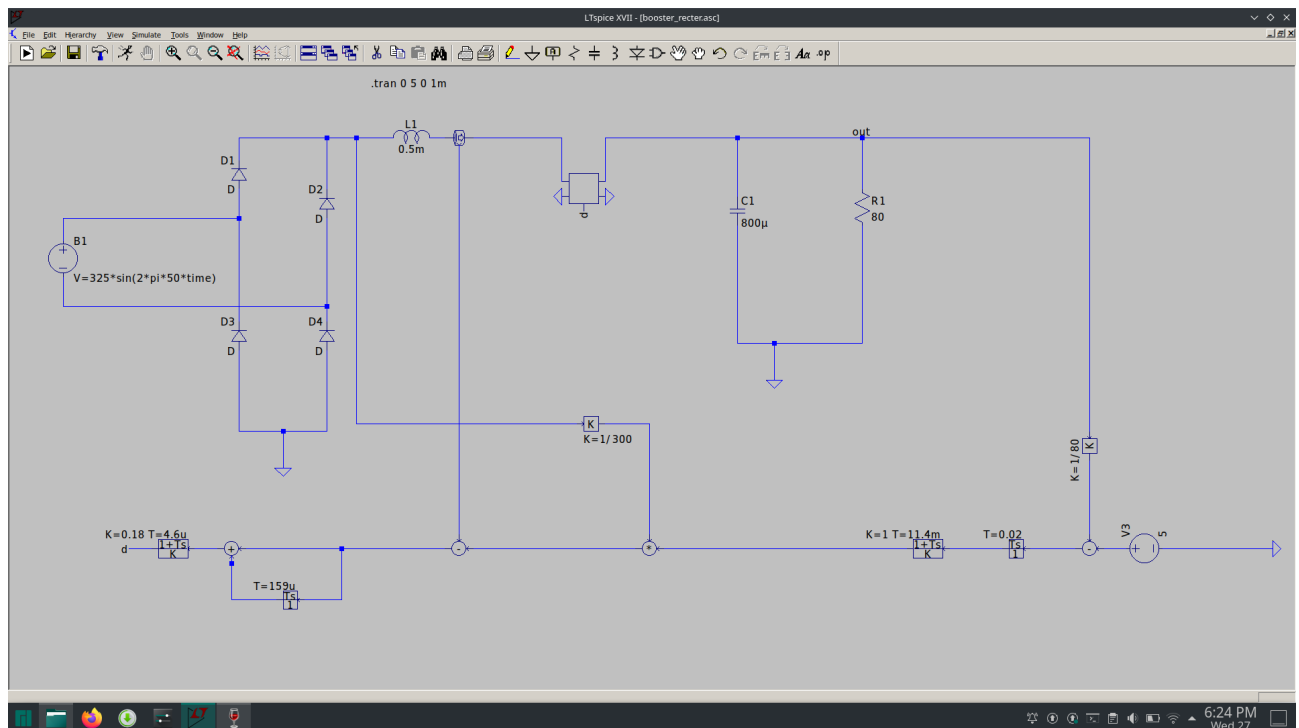 LTspice XVII - [booster_recter.asc]
File Edit Hierarchy View Simulate Tools Window Help
Aa .op
.tran 0 5 0 1m
L1
0.5m
out
D1
D
D2
D
d
C1
800µ
R1
80
B1
V=325*sin(2*pi*50*time)
D3
D
D4
D
K
K=1/300
K
K=1/80
K=0.18 T=4.6u
d
1+Ts
K
+
-
*
K=1 T=11.4m
1+Ts
K
T=0.02
Ts
1
-
V3
5
T=159u
Ts
1
6:24 PM
Wed 27